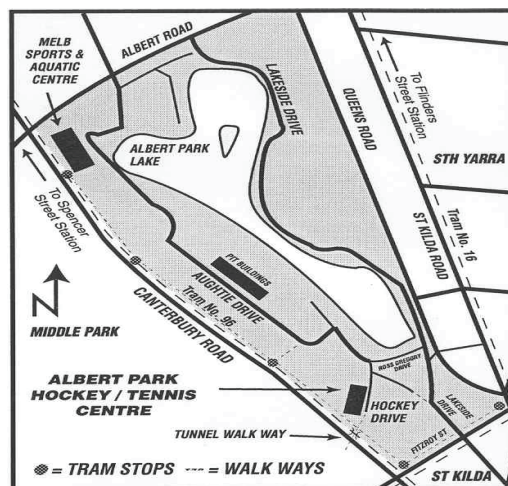 MELB
SPORTS &
AQUATIC
CENTRE
ALBERT ROAD
LAKESIDE DRIVE
QUEENS ROAD
To Flinders
Street Station
ALBERT PARK
LAKE
STH YARRA
To Spencer
Street Station
ST KILDA ROAD
Tram No. 16
PIT BUILDINGS
AUGHTIE DRIVE
Tram No. 96
CANTERBURY ROAD
N
MIDDLE PARK
ROSS GREGORY
DRIVE
ALBERT PARK
HOCKEY / TENNIS
CENTRE
HOCKEY
DRIVE
LAKESIDE
DRIVE
TUNNEL WALK WAY
FITZROY ST
= TRAM STOPS --- = WALK WAYS
ST KILDA